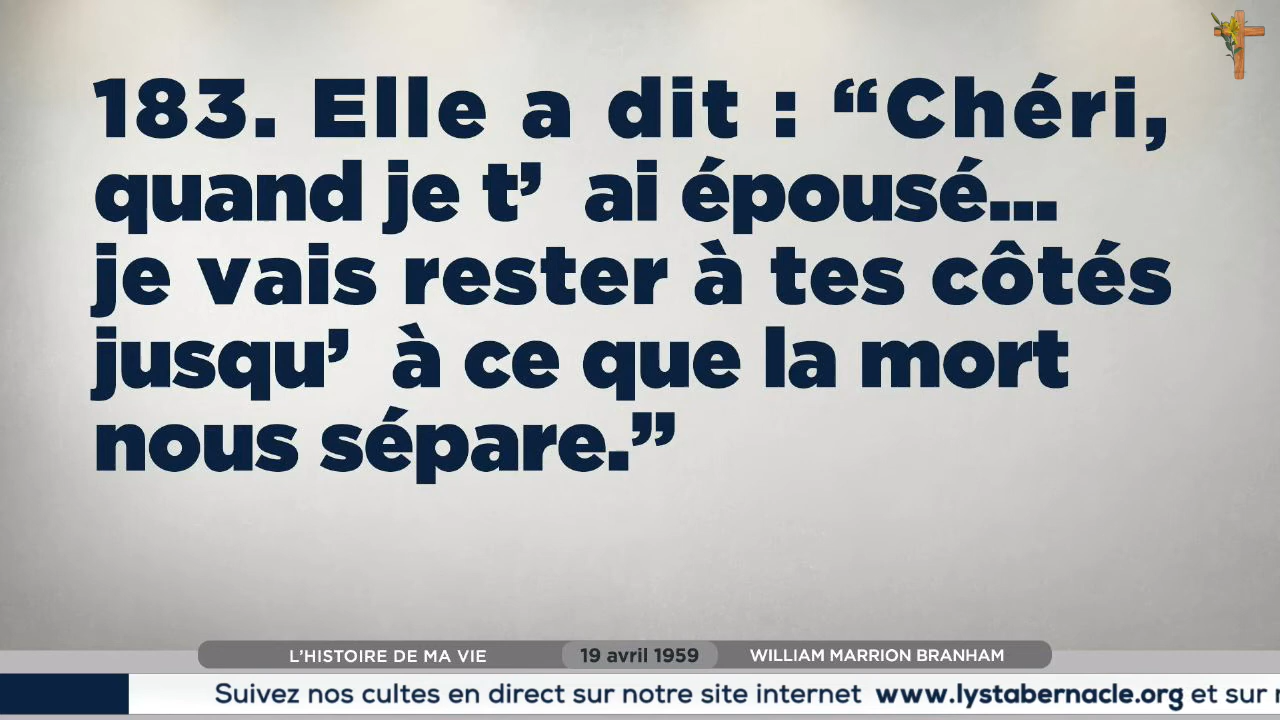 183. Elle a dit : “Chéri,
quand je t’ ai épousé...
je vais rester à tes côtés
jusqu’ à ce que la mort
nous sépare.”
L’HISTOIRE DE MA VIE 19 avril 1959 WILLIAM MARRION BRANHAM
Suivez nos cultes en direct sur notre site internet www.lystabernacle.org et sur